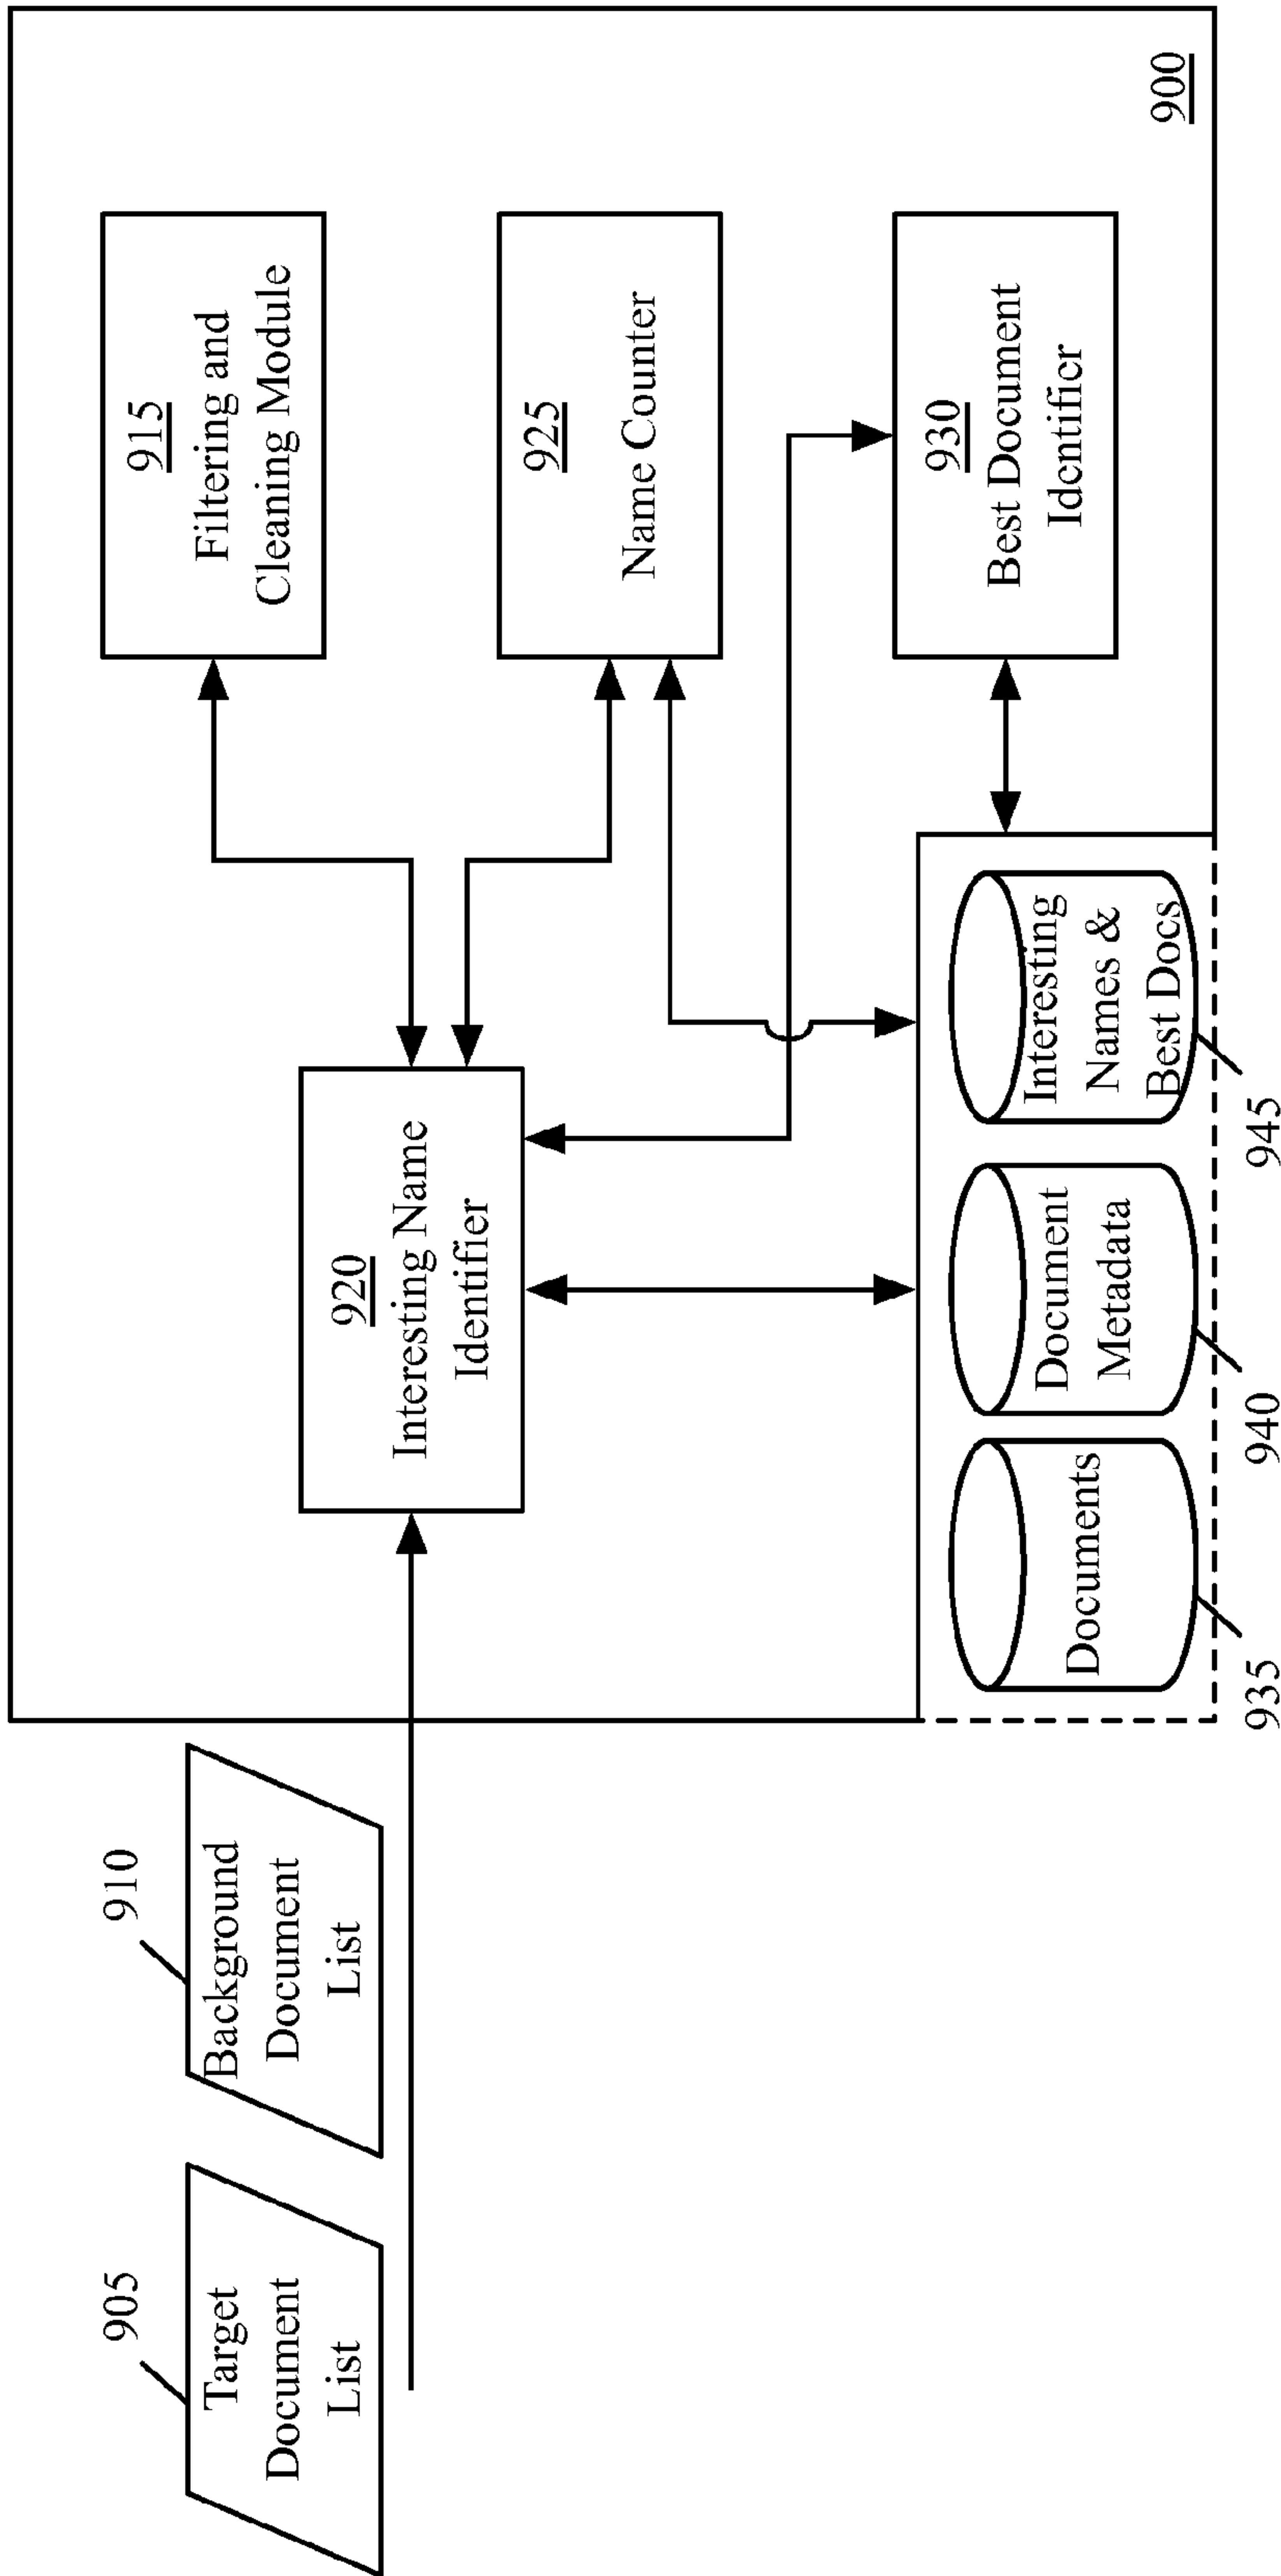 905
Target
Document
List
910
Background
Document
List
920
Interesting Name
Identifier
915
Filtering and
Cleaning Module
925
Name Counter
930
Best Document
Identifier
Documents
935
Document
Metadata
940
Interesting
Names &
Best Docs
945
900